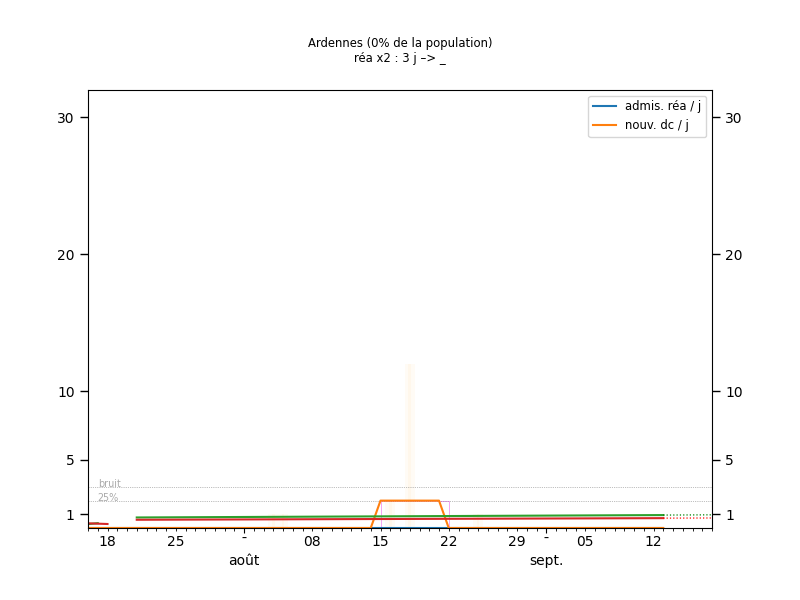 Ardennes (0% de la population)
réa x2 : 3 j –> _
admis. réa / j
nouv. dc / j
30 30
20 20
10 10
5 5
bruit
25%
1 1
18 25 - 08 15 22 29 - 05 12
août sept.